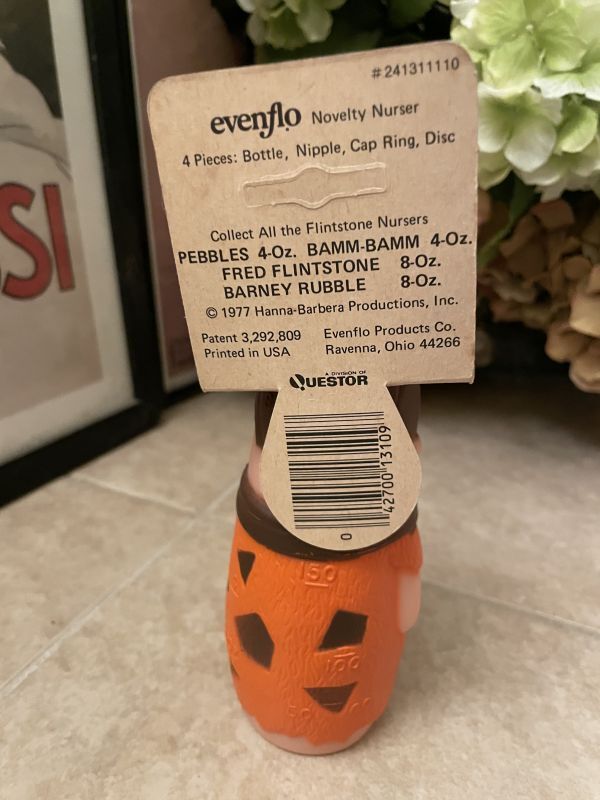 #241311110
evenflo Novelty Nurser
4 Pieces: Bottle, Nipple, Cap Ring, Disc
Collect All the Flintstone Nursers
PEBBLES 4-Oz. BAMM-BAMM 4-Oz.
FRED FLINTSTONE 8-Oz.
BARNEY RUBBLE 8-Oz.
© 1977 Hanna-Barbera Productions, Inc.
Patent 3,292,809 Evenflo Products Co.
Printed in USA Ravenna, Ohio 44266
A DIVISION OF
QUESTOR
42700 13109
0
150
100
50
SI